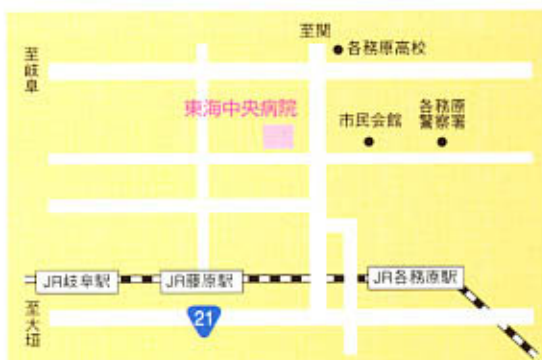 至関
各務原高校
至岐阜
東海中央病院
市民会館
各務原
警察署
JR岐阜駅
JR藤原駅
JR各務原駅
至大垣
21